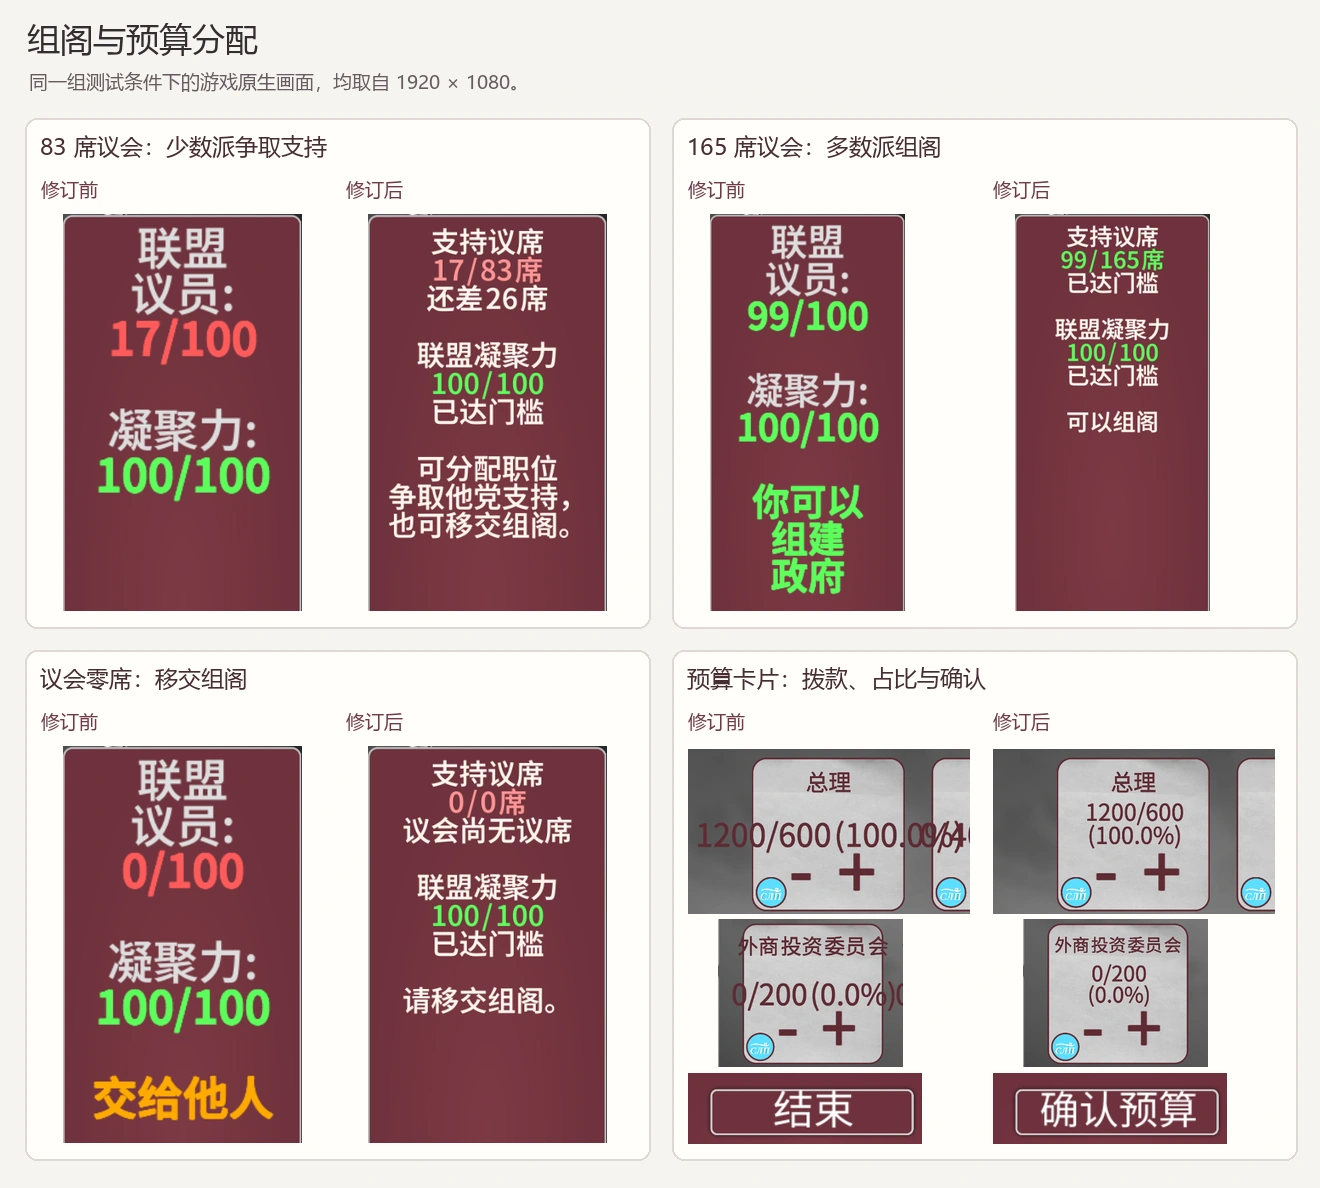 组阁与预算分配
同一组测试条件下的游戏原生画面，均取自 1920 × 1080。
83 席议会：少数派争取支持
修订前
修订后
联盟
议员:
17/100
凝聚力:
100/100
支持议席
17/83席
还差26席
联盟凝聚力
100/100
已达门槛
可分配职位
争取他党支持，
也可移交组阁。
165 席议会：多数派组阁
修订前
修订后
联盟
议员:
99/100
凝聚力:
100/100
你可以
组建
政府
支持议席
99/165席
已达门槛
联盟凝聚力
100/100
已达门槛
可以组阁
议会零席：移交组阁
修订前
修订后
联盟
议员:
0/100
凝聚力:
100/100
交给他人
支持议席
0/0席
议会尚无议席
联盟凝聚力
100/100
已达门槛
请移交组阁。
预算卡片：拨款、占比与确认
修订前
修订后
总理
1200/600(100.0%)
- +
外商投资委员会
0/200(0.0%)
- +
结束
总理
1200/600
(100.0%)
- +
外商投资委员会
0/200
(0.0%)
- +
确认预算